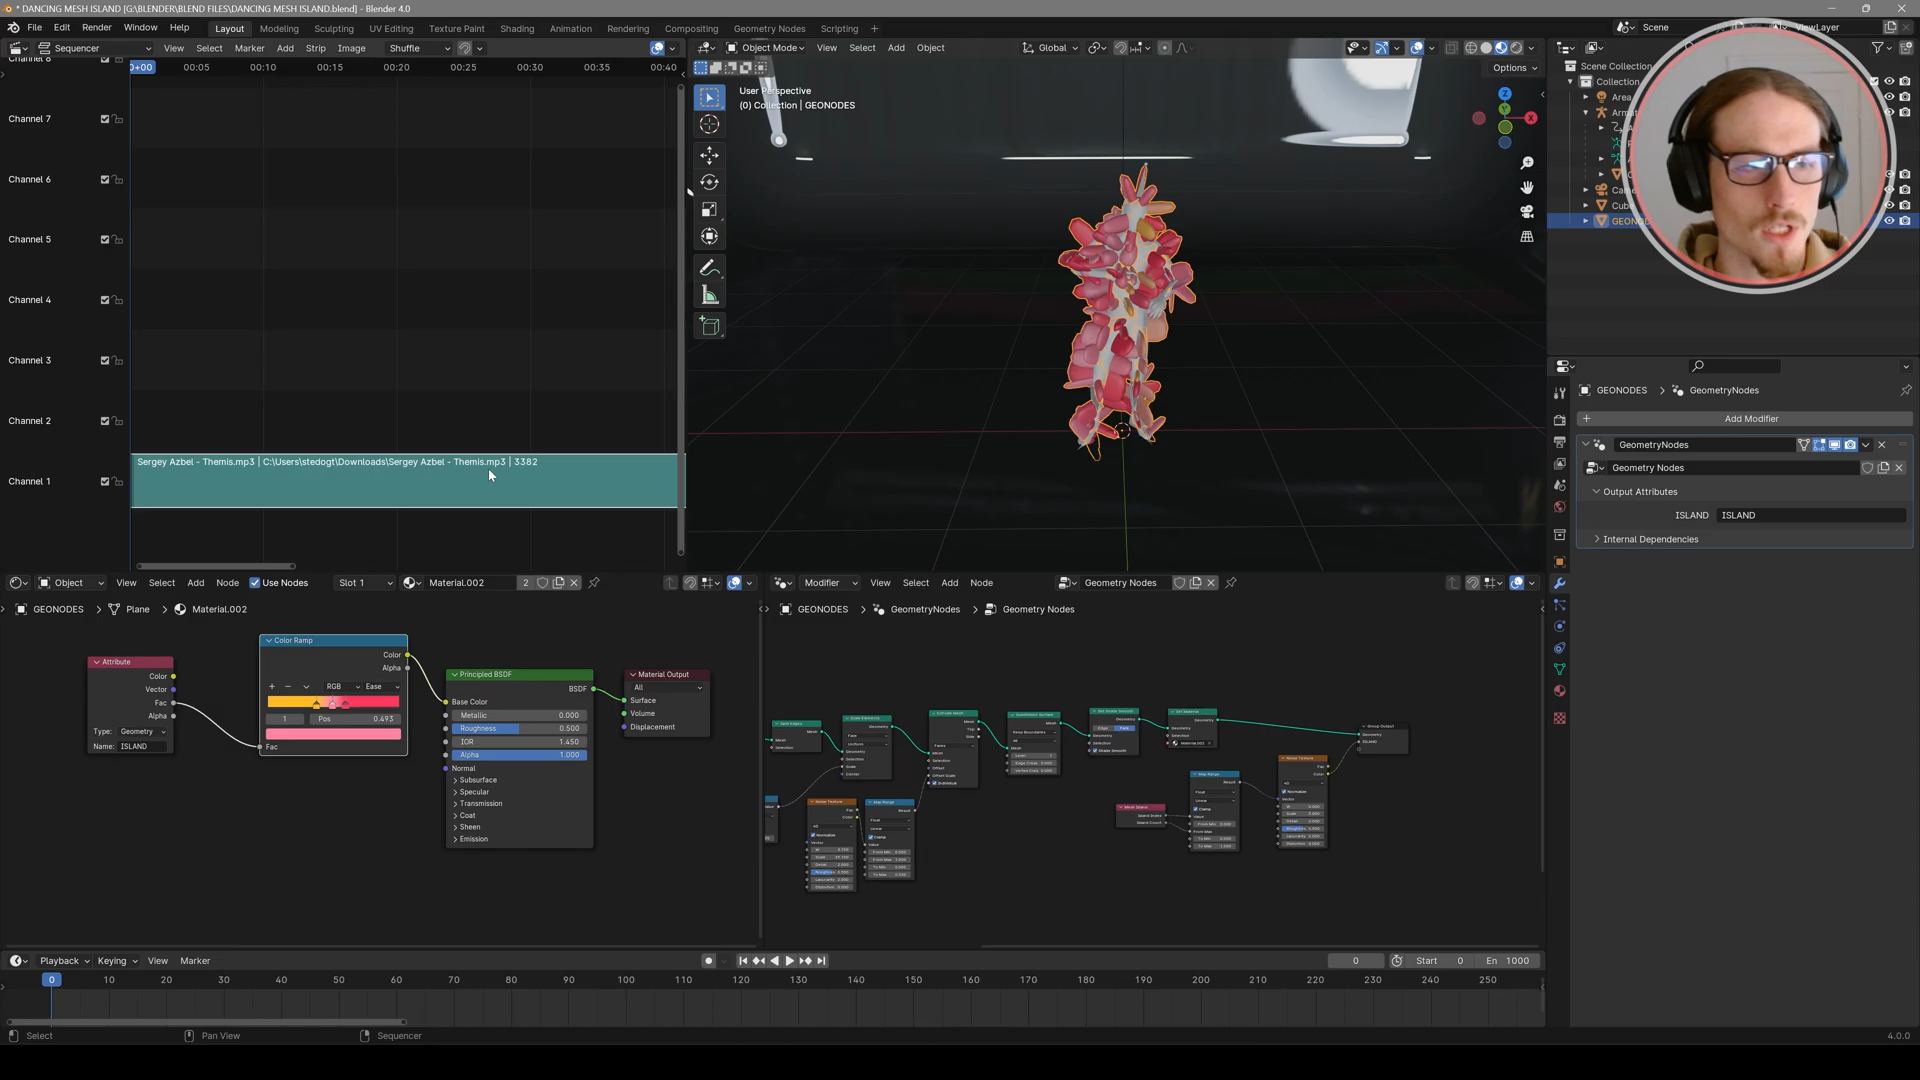 * DANCING MESH ISLAND [G:\BLENDER\BLEND FILES\DANCING MESH ISLAND.blend] - Blender 4.0
File Edit Render Window Help Layout Modeling Sculpting UV Editing Texture Paint Shading Animation Rendering Compositing Geometry Nodes Scripting + Scene ViewLayer
Sequencer View Select Marker Add Strip Image Shuffle
0+00 00:05 00:10 00:15 00:20 00:25 00:30 00:35 00:40
Channel 8
Channel 7
Channel 6
Channel 5
Channel 4
Channel 3
Channel 2
Channel 1
Sergey Azbel - Themis.mp3 | C:\Users\stedogt\Downloads\Sergey Azbel - Themis.mp3 | 3382
Object Mode View Select Add Object Global
Options
User Perspective
(0) Collection | GEONODES
Z
Y
X
Scene Collection
Collection
Area
GEONODES > GeometryNodes
Add Modifier
GeometryNodes
Geometry Nodes
Output Attributes
ISLAND ISLAND
Internal Dependencies
Object View Select Add Node Use Nodes Slot 1 Material.002 2
GEONODES > Plane > Material.002
Attribute
Color
Vector
Fac
Alpha
Type: Geometry
Name: ISLAND
Color Ramp
Color
Alpha
RGB Ease
1 Pos 0.493
Fac
Principled BSDF
BSDF
Base Color
Metallic 0.000
Roughness 0.500
IOR 1.450
Alpha 1.000
Normal
Subsurface
Specular
Transmission
Coat
Sheen
Emission
Material Output
All
Surface
Volume
Displacement
Modifier View Select Add Node Geometry Nodes
GEONODES > GeometryNodes > Geometry Nodes
Playback Keying View Marker 0 Start 0 En 1000
0 10 20 30 40 50 60 70 80 90 100 110 120 130 140 150 160 170 180 190 200 210 220 230 240 250
Select Pan View Sequencer 4.0.0